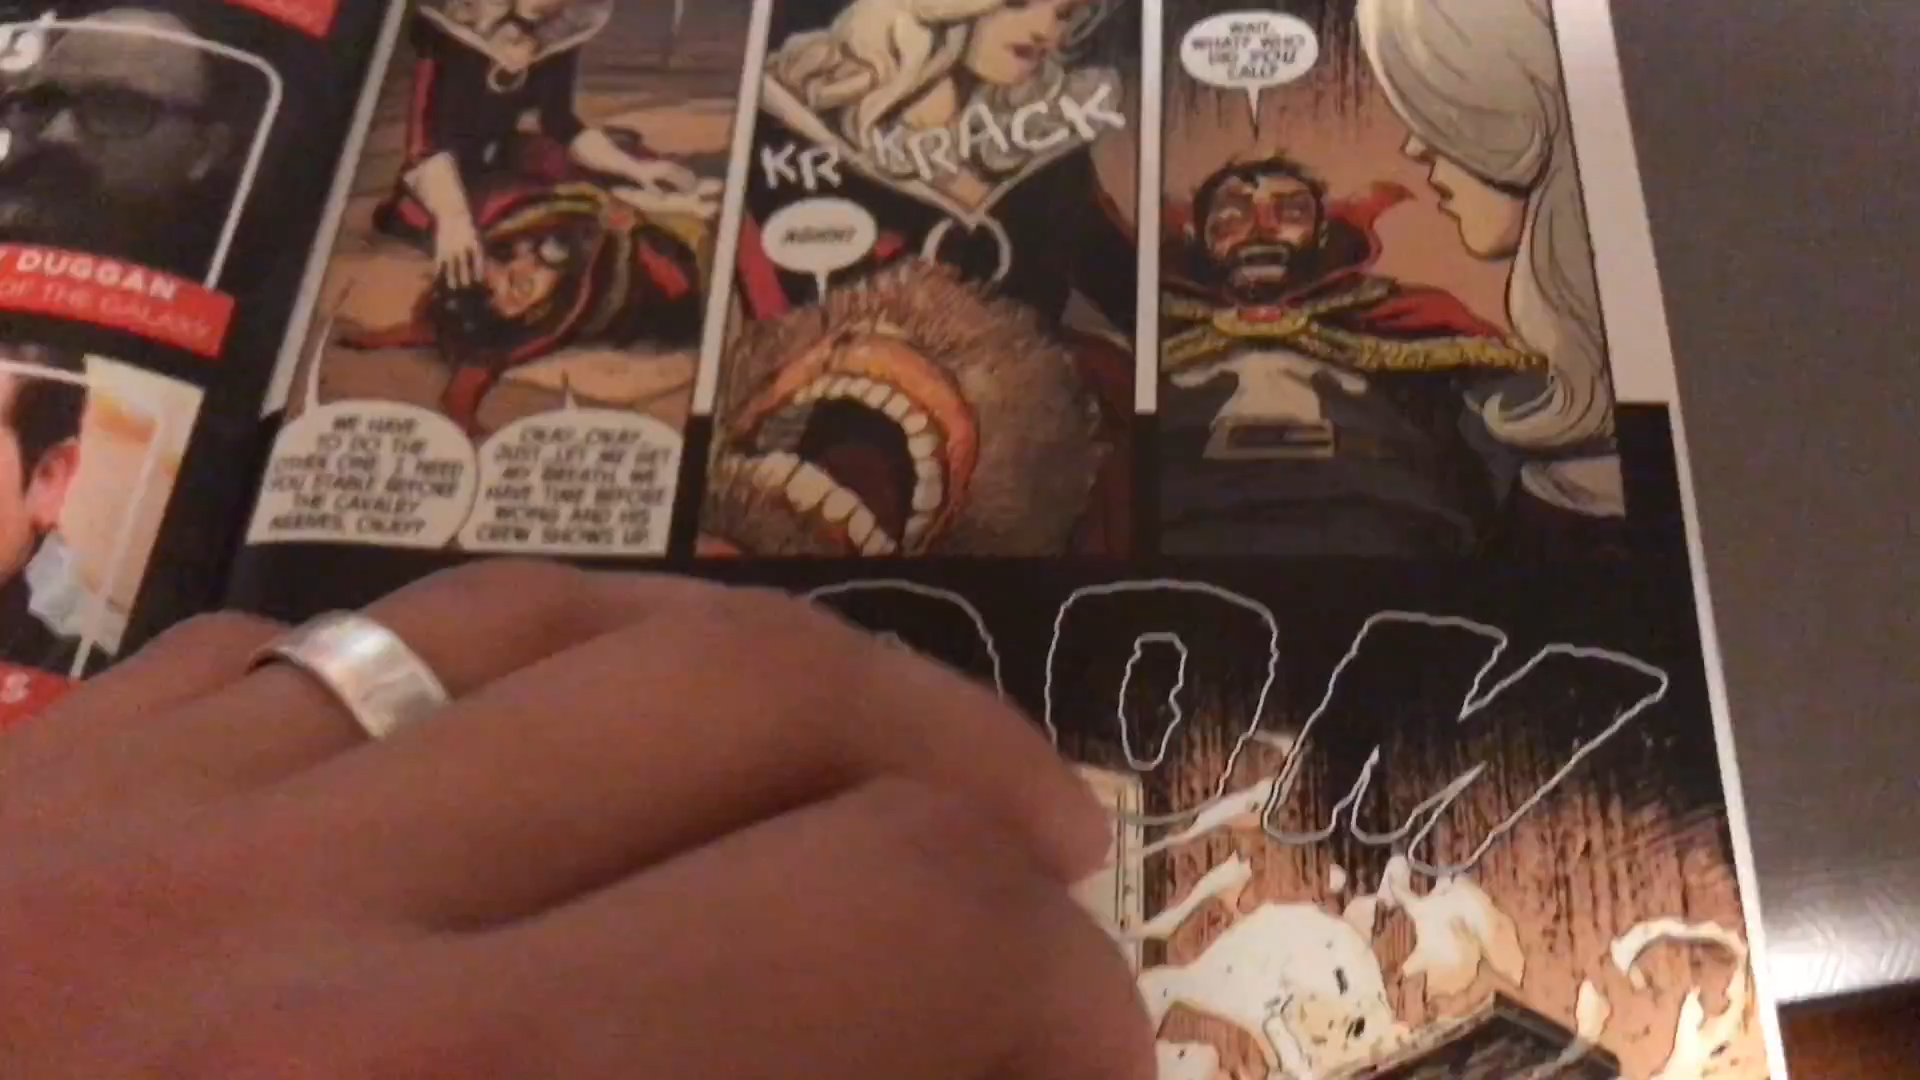 DUGGAN
OF THE GALAXY
S
WE HAVE
TO DO THE
OTHER ONE. I NEED
YOU STABLE BEFORE
THE CAVALRY
ARRIVES, OKAY?
OKAY, OKAY...
JUST LET ME GET
MY BREATH. WE
HAVE TIME BEFORE
WONG AND HIS
CREW SHOWS UP.
KR KRACK
WAIT,
WHAT? WHO
DID YOU
CALL?
OOM